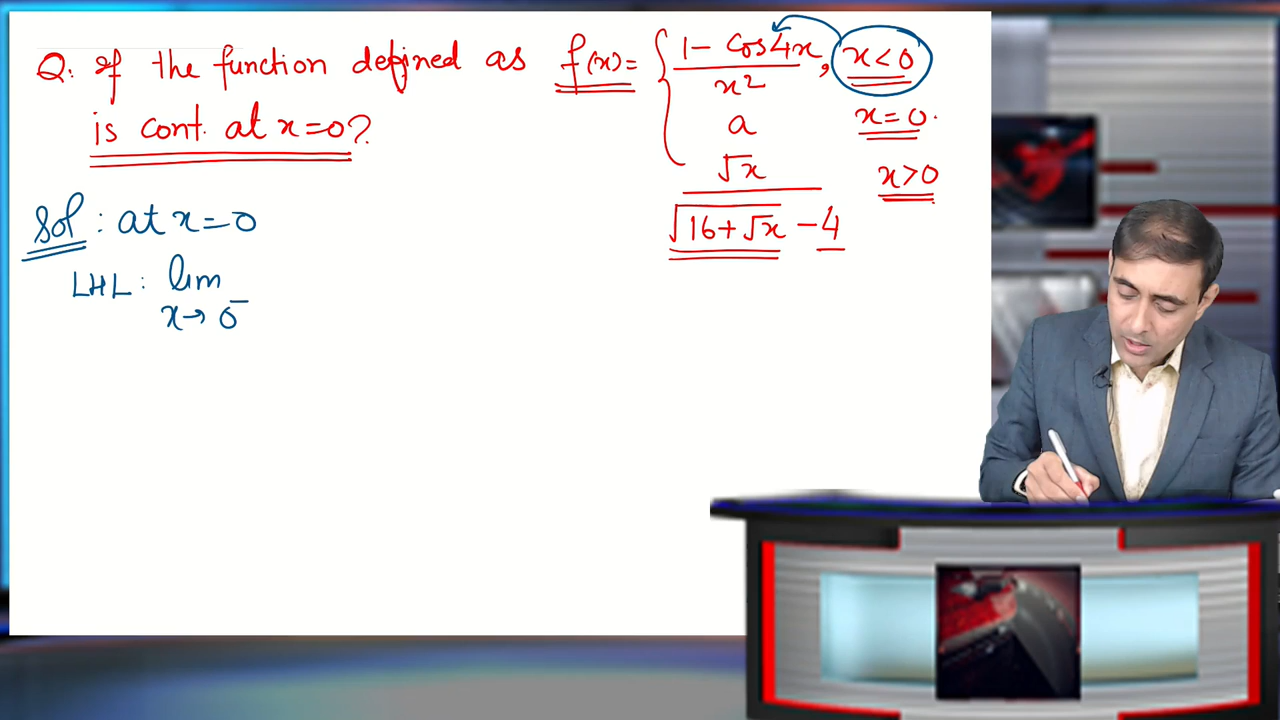 Q. If the function defined as f(x)= { 1 - cos4x / x², x<0
is cont. at x=0? a x=0.
√x / √16+√x - 4 x>0
Sol : at x=0
LHL : lim
x→0⁻